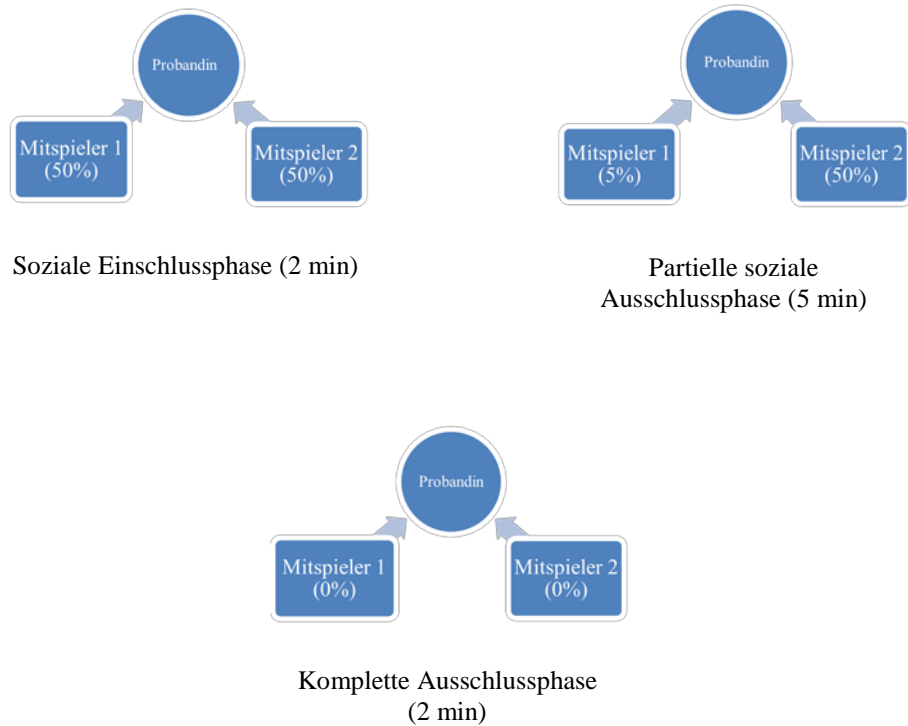 Probandin
Mitspieler 1
(50%)
Mitspieler 2
(50%)
Soziale Einschlussphase (2 min)
Probandin
Mitspieler 1
(5%)
Mitspieler 2
(50%)
Partielle soziale
Ausschlussphase (5 min)
Probandin
Mitspieler 1
(0%)
Mitspieler 2
(0%)
Komplette Ausschlussphase
(2 min)